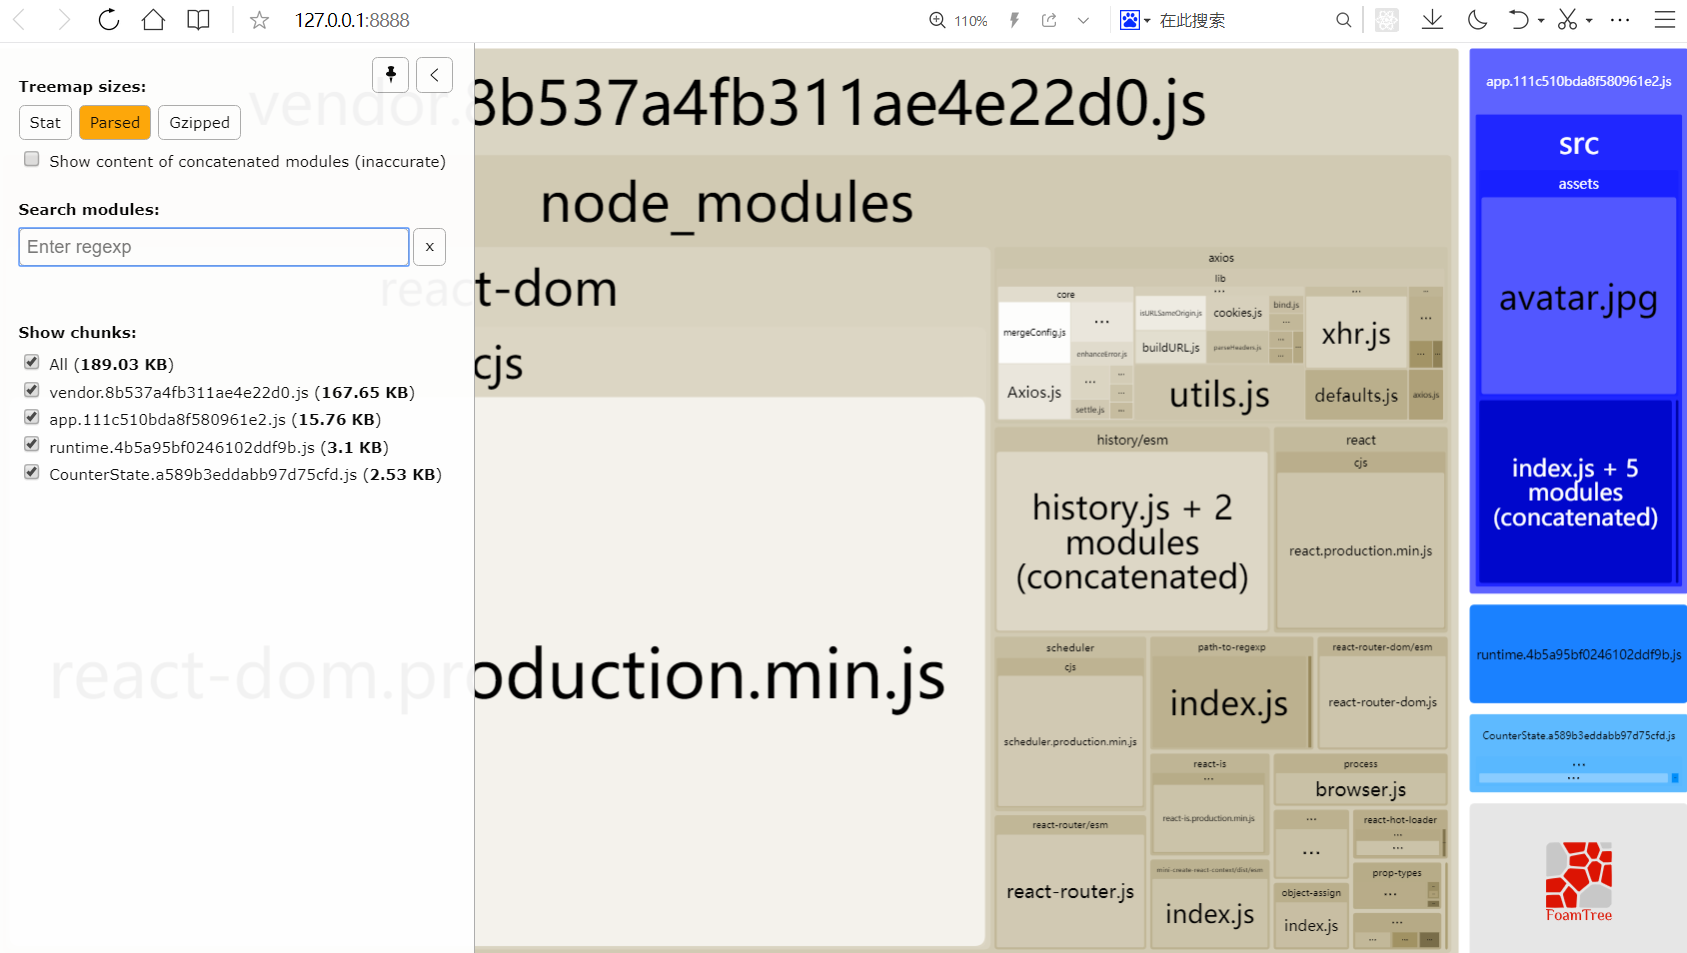 127.0.0.1:8888
110%
在此搜索
Treemap sizes:
Stat
Parsed
Gzipped
Show content of concatenated modules (inaccurate)
Search modules:
Enter regexp
x
Show chunks:
All (189.03 KB)
vendor.8b537a4fb311ae4e22d0.js (167.65 KB)
app.111c510bda8f580961e2.js (15.76 KB)
runtime.4b5a95bf0246102ddf9b.js (3.1 KB)
CounterState.a589b3eddabb97d75cfd.js (2.53 KB)
vendor.8b537a4fb311ae4e22d0.js
node_modules
react-dom
cjs
react-dom.production.min.js
axios
lib
core
...
mergeConfig.js
...
enhanceError.js
Axios.js
...
settle.js
...
...
...
isURLSameOrigin.js
cookies.js
buildURL.js
parseHeaders.js
bind.js
...
...
...
...
...
xhr.js
...
...
...
...
utils.js
defaults.js
axios.js
history/esm
history.js + 2
modules
(concatenated)
react
cjs
react.production.min.js
scheduler
cjs
scheduler.production.min.js
path-to-regexp
index.js
react-router-dom/esm
react-router-dom.js
react-is
...
react-is.production.min.js
process
browser.js
react-router/esm
react-router.js
mini-create-react-context/dist/esm
index.js
...
...
react-hot-loader
...
...
object-assign
index.js
prop-types
...
...
...
...
...
...
...
app.111c510bda8f580961e2.js
src
assets
avatar.jpg
index.js + 5
modules
(concatenated)
runtime.4b5a95bf0246102ddf9b.js
CounterState.a589b3eddabb97d75cfd.js
...
...
FoamTree